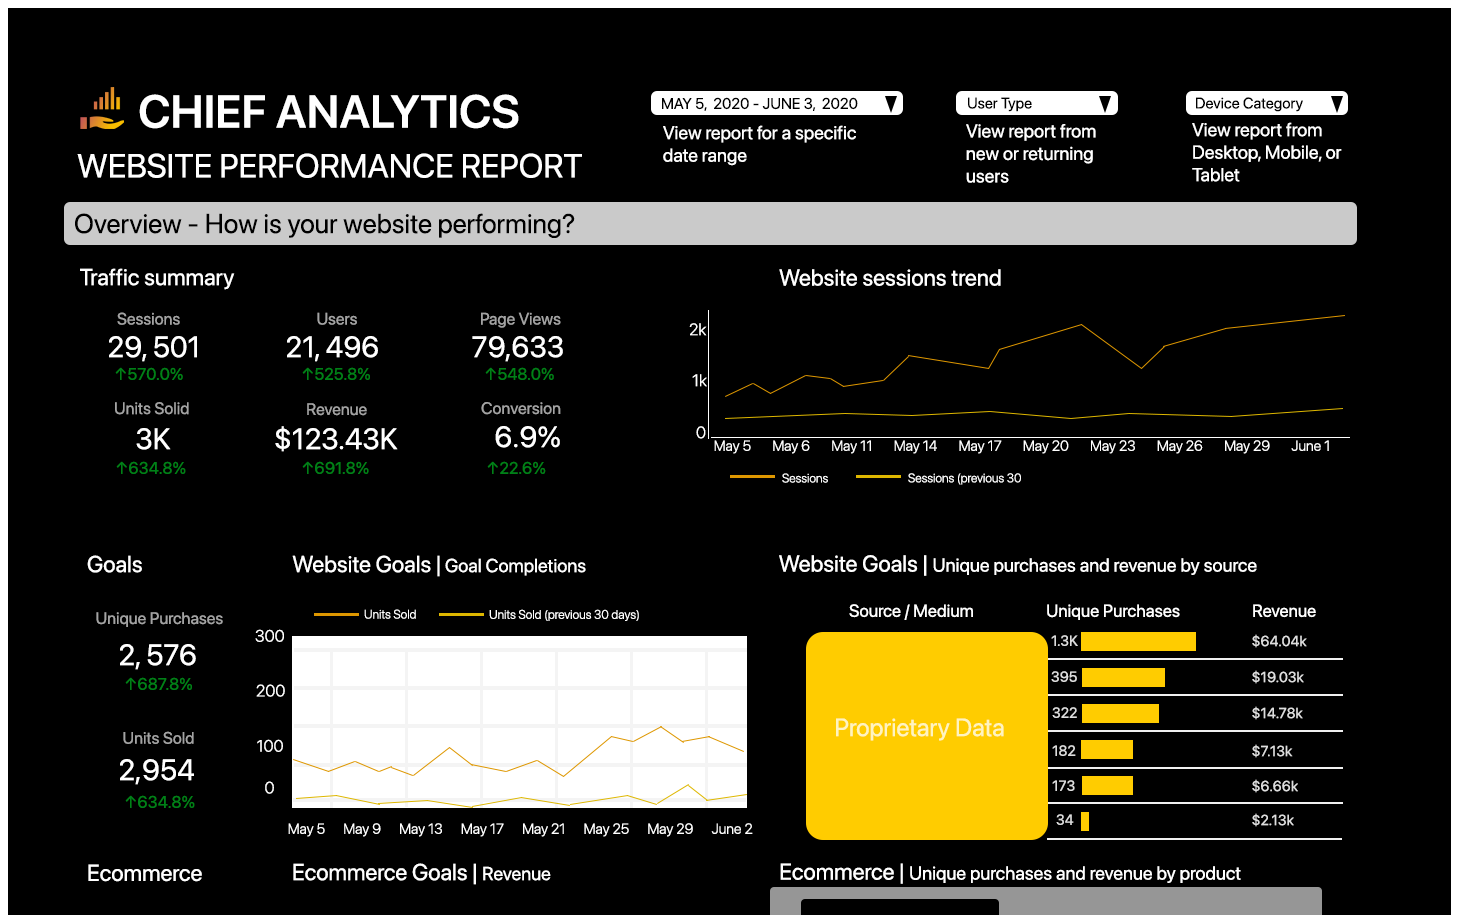 CHIEF ANALYTICS
WEBSITE PERFORMANCE REPORT
MAY 5, 2020 - JUNE 3, 2020
View report for a specific
date range
User Type
View report from
new or returning
users
Device Category
View report from
Desktop, Mobile, or
Tablet
Overview - How is your website performing?
Traffic summary
Sessions
29,501
↑570.0%
Users
21,496
↑525.8%
Page Views
79,633
↑548.0%
Units Solid
3K
↑634.8%
Revenue
$123.43K
↑691.8%
Conversion
6.9%
↑22.6%
Website sessions trend
2k
1k
0
May 5 May 6 May 11 May 14 May 17 May 20 May 23 May 26 May 29 June 1
Sessions Sessions (previous 30
Goals
Unique Purchases
2,576
↑687.8%
Units Sold
2,954
↑634.8%
Website Goals | Goal Completions
Units Sold Units Sold (previous 30 days)
300
200
100
0
May 5 May 9 May 13 May 17 May 21 May 25 May 29 June 2
Website Goals | Unique purchases and revenue by source
Source / Medium Unique Purchases Revenue
Proprietary Data
1.3K $64.04k
395 $19.03k
322 $14.78k
182 $7.13k
173 $6.66k
34 $2.13k
Ecommerce
Ecommerce Goals | Revenue
Ecommerce | Unique purchases and revenue by product